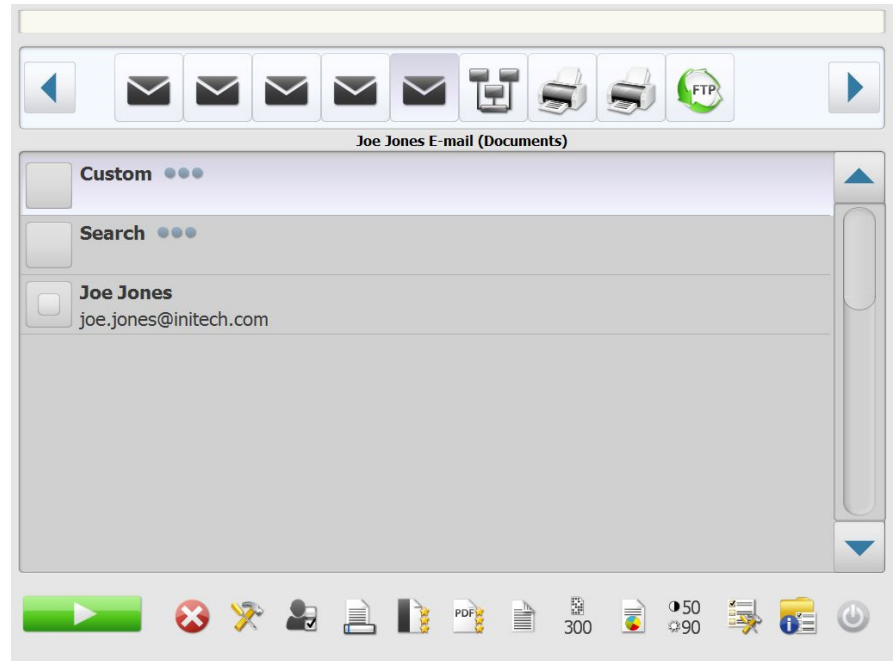 FTP
Joe Jones E-mail (Documents)
Custom
Search
Joe Jones
joe.jones@initech.com
PDF
300
50
90